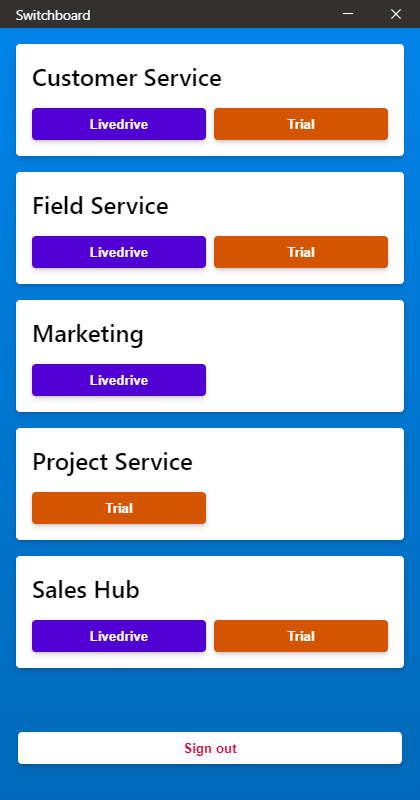 Switchboard
Customer Service
Livedrive Trial
Field Service
Livedrive Trial
Marketing
Livedrive
Project Service
Trial
Sales Hub
Livedrive Trial
Sign out